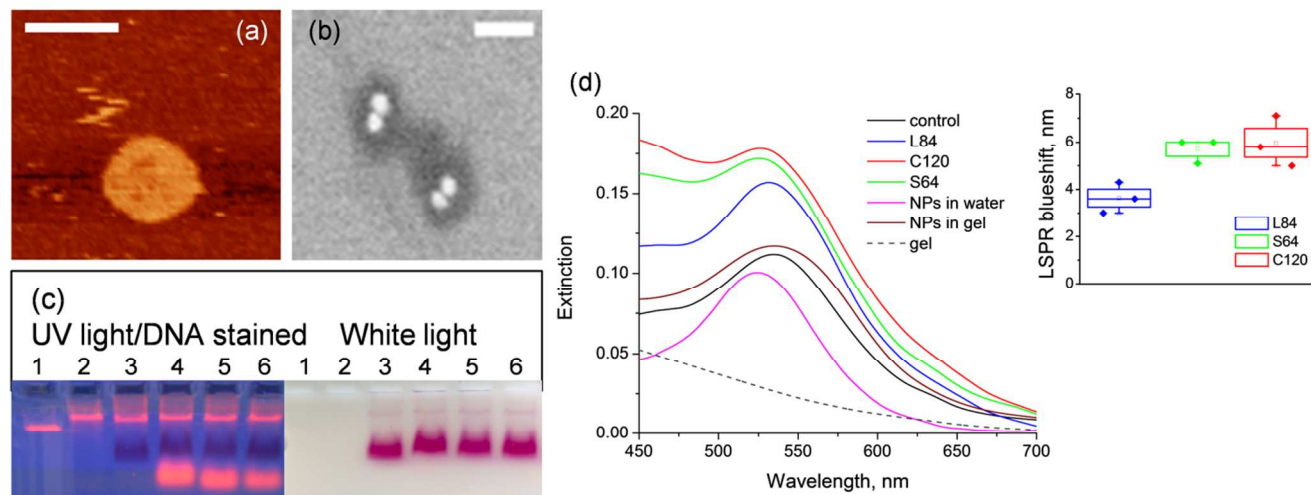 (a)
(b)
(c)
UV light/DNA stained White light
1 2 3 4 5 6 1 2 3 4 5 6
(d)
0.20
0.15
0.10
0.05
0.00
Extinction
450 500 550 600 650 700
Wavelength, nm
control
L84
C120
S64
NPs in water
NPs in gel
gel
LSPR blueshift, nm
8
6
4
2
0
L84
S64
C120